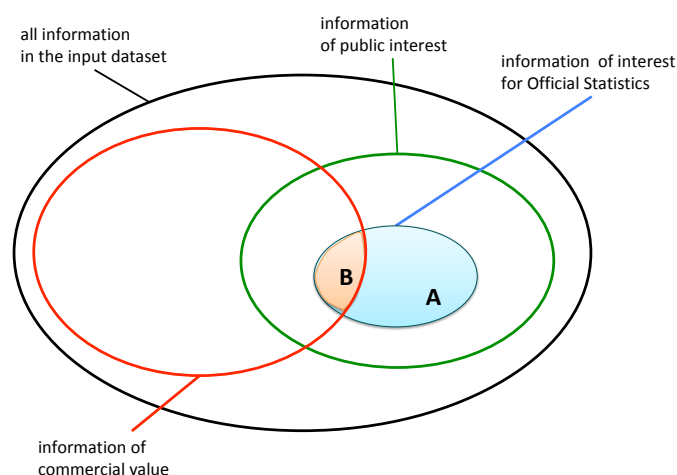 all information
in the input dataset
information
of public interest
information of interest
for Official Statistics
B
A
information of
commercial value